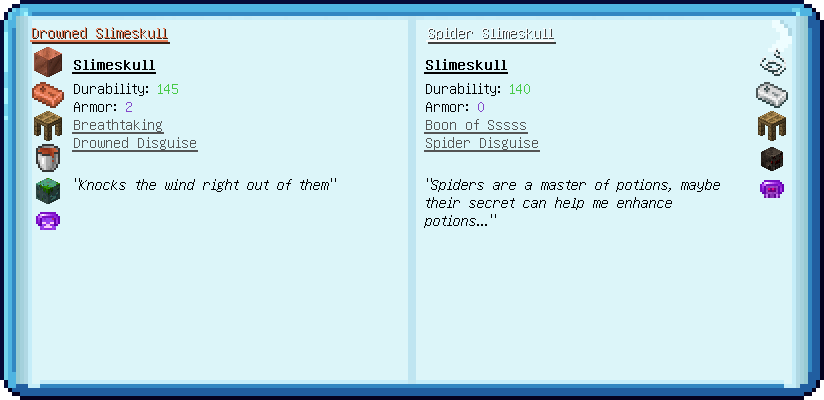 Drowned Slimeskull
Slimeskull
Durability: 145
Armor: 2
Breathtaking
Drowned Disguise
"Knocks the wind right out of them"
Spider Slimeskull
Slimeskull
Durability: 140
Armor: 0
Boon of Sssss
Spider Disguise
"Spiders are a master of potions, maybe
their secret can help me enhance
potions..."